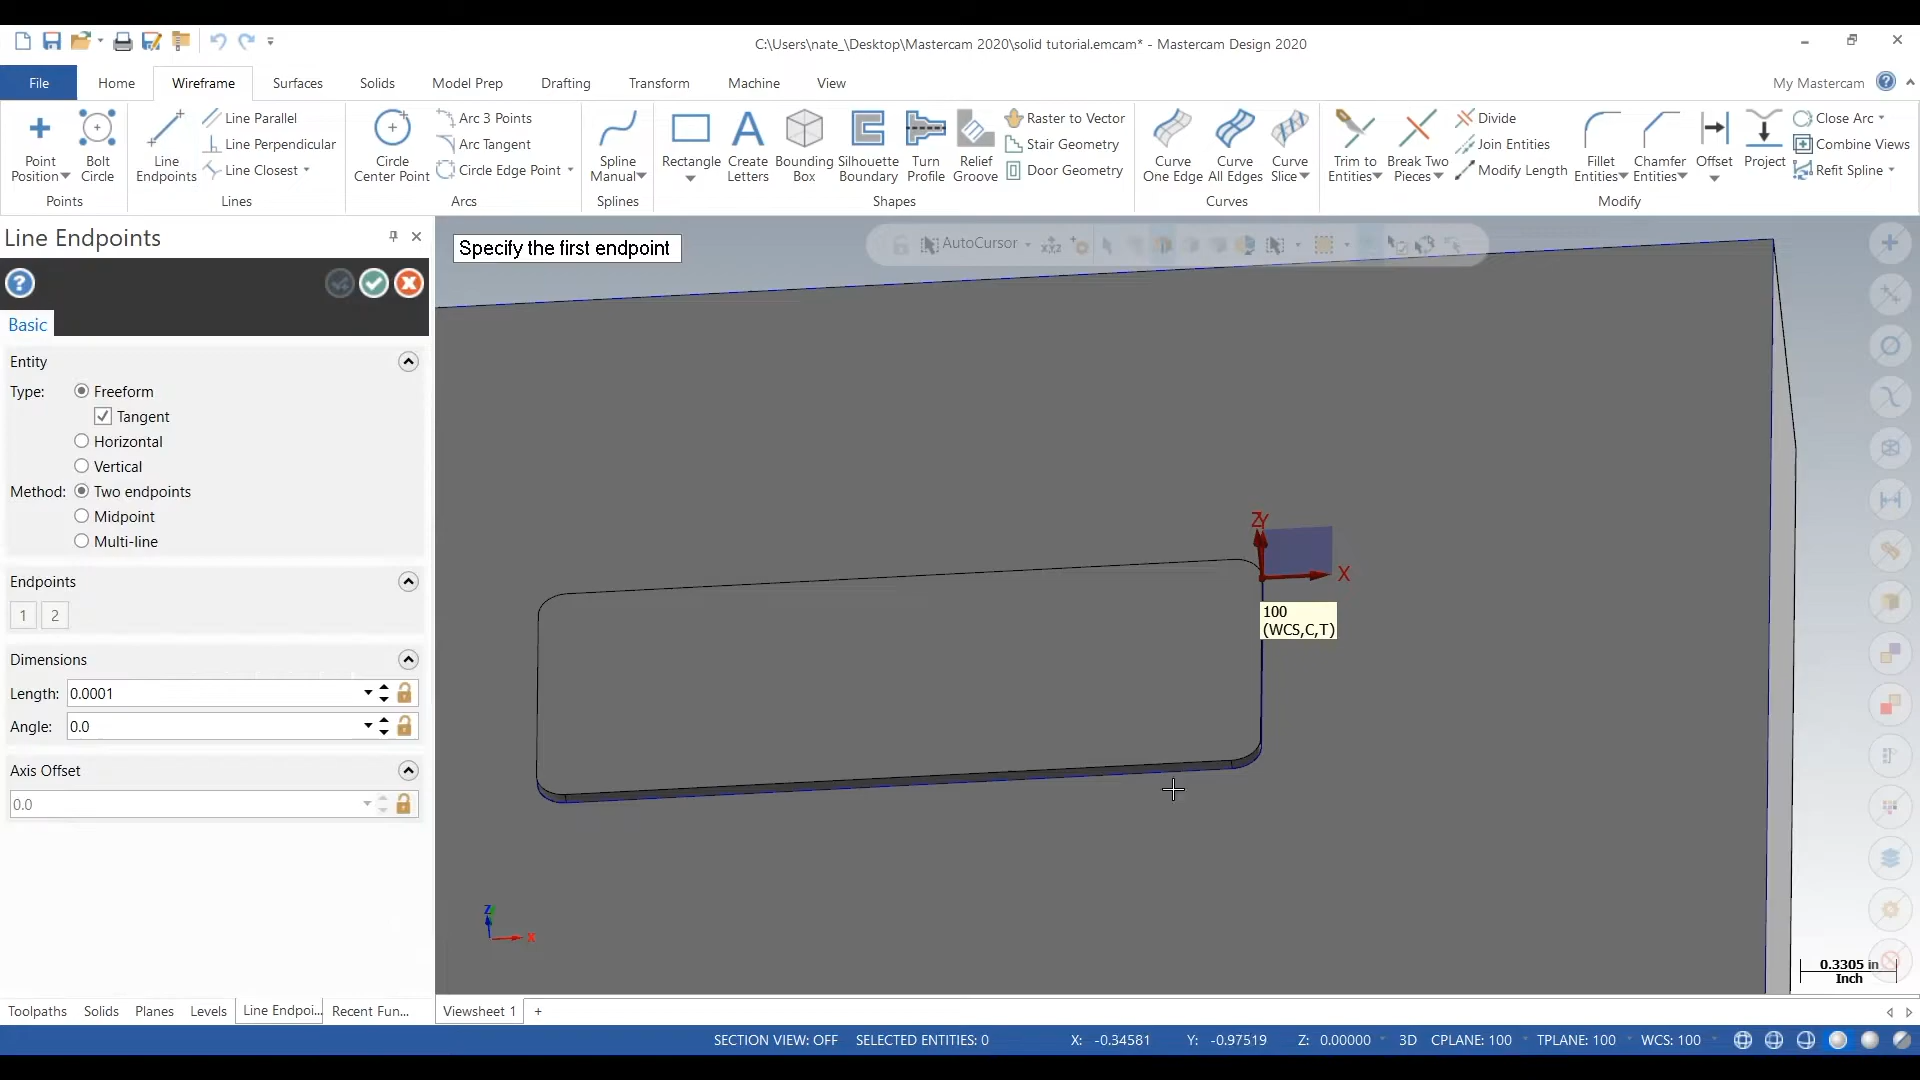 C:\Users\nate_\Desktop\Mastercam 2020\solid tutorial.emcam* - Mastercam Design 2020
File Home Wireframe Surfaces Solids Model Prep Drafting Transform Machine View My Mastercam
Point Position
Bolt Circle
Points
Line Endpoints
Line Parallel
Line Perpendicular
Line Closest
Lines
Circle Center Point
Arc 3 Points
Arc Tangent
Circle Edge Point
Arcs
Spline Manual
Splines
Rectangle
Create Letters
Bounding Box
Silhouette Boundary
Turn Profile
Relief Groove
Raster to Vector
Stair Geometry
Door Geometry
Shapes
Curve One Edge
Curve All Edges
Curve Slice
Curves
Trim to Entities
Break Two Pieces
Divide
Join Entities
Modify Length
Fillet Entities
Chamfer Entities
Offset
Project
Close Arc
Combine Views
Refit Spline
Modify
Line Endpoints
Basic
Entity
Type: Freeform
Tangent
Horizontal
Vertical
Method: Two endpoints
Midpoint
Multi-line
Endpoints
1 2
Dimensions
Length: 0.0001
Angle: 0.0
Axis Offset
0.0
Specify the first endpoint
AutoCursor
Z Y
X
100
(WCS,C,T)
Z
X
0.3305 in
Inch
Toolpaths Solids Planes Levels Line Endpoi... Recent Fun...
Viewsheet 1 +
SECTION VIEW: OFF SELECTED ENTITIES: 0 X: -0.34581 Y: -0.97519 Z: 0.00000 3D CPLANE: 100 TPLANE: 100 WCS: 100